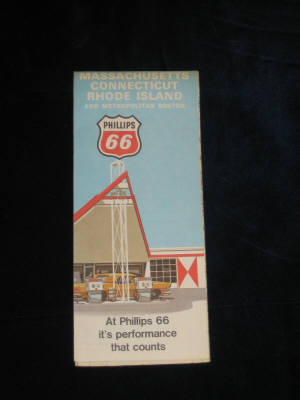 MASSACHUSETTS
CONNECTICUT
RHODE ISLAND
AND METROPOLITAN BOSTON
PHILLIPS
66
At Phillips 66
it's performance
that counts